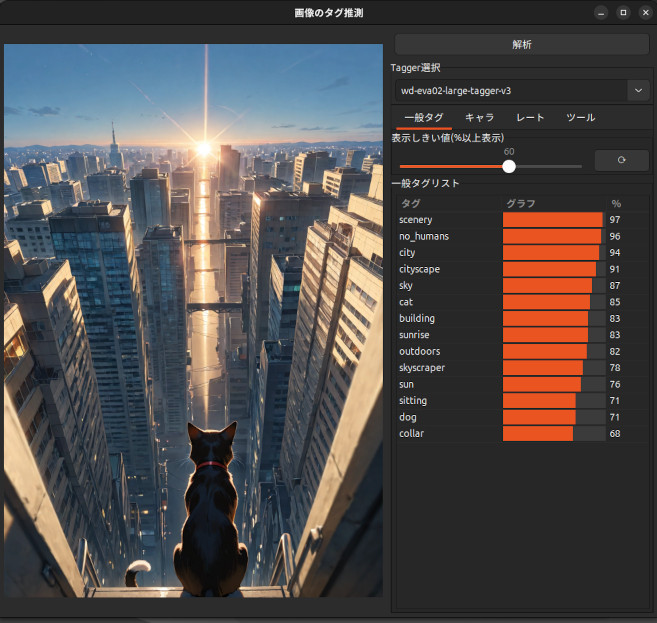 画像のタグ推測
解析
Tagger選択
wd-eva02-large-tagger-v3
一般タグ キャラ レート ツール
表示しきい値(%以上表示)
60
一般タグリスト
タグ グラフ %
scenery 97
no_humans 96
city 94
cityscape 91
sky 87
cat 85
building 83
sunrise 83
outdoors 82
skyscraper 78
sun 76
sitting 71
dog 71
collar 68